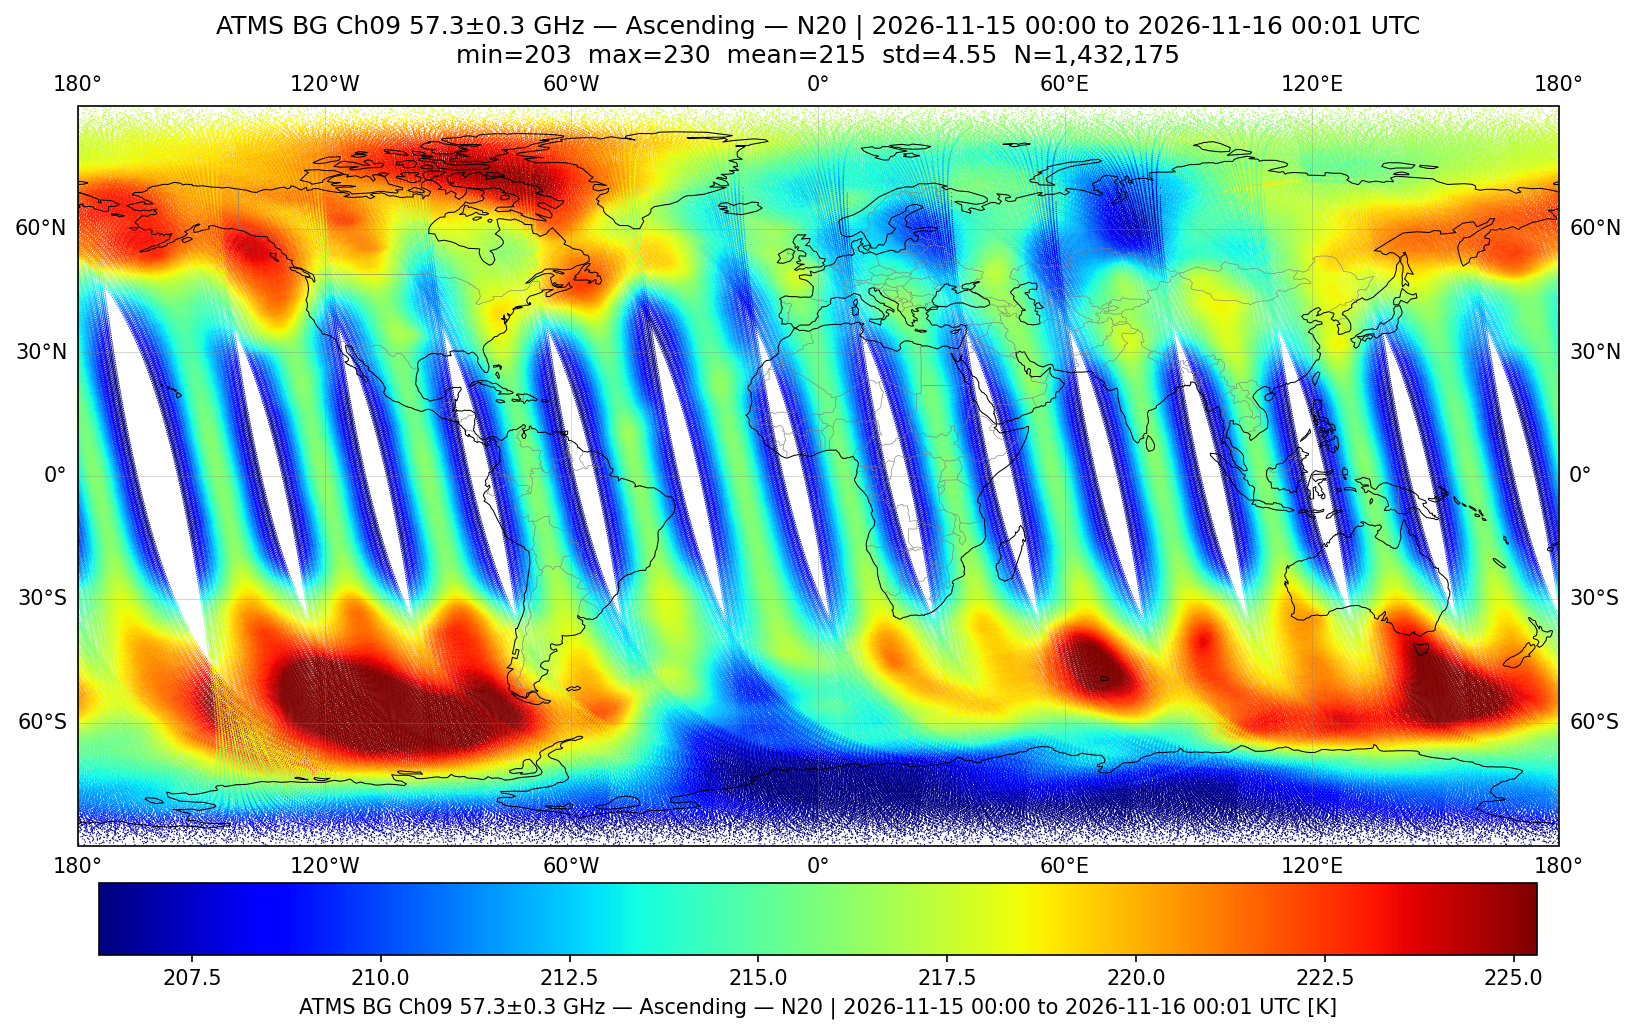 ATMS BG Ch09 57.3±0.3 GHz — Ascending — N20 | 2026-11-15 00:00 to 2026-11-16 00:01 UTC
min=203  max=230  mean=215  std=4.55  N=1,432,175
180° 120°W 60°W 0° 60°E 120°E 180°
60°N 60°N
30°N 30°N
0° 0°
30°S 30°S
60°S 60°S
180° 120°W 60°W 0° 60°E 120°E 180°
207.5 210.0 212.5 215.0 217.5 220.0 222.5 225.0
ATMS BG Ch09 57.3±0.3 GHz — Ascending — N20 | 2026-11-15 00:00 to 2026-11-16 00:01 UTC [K]